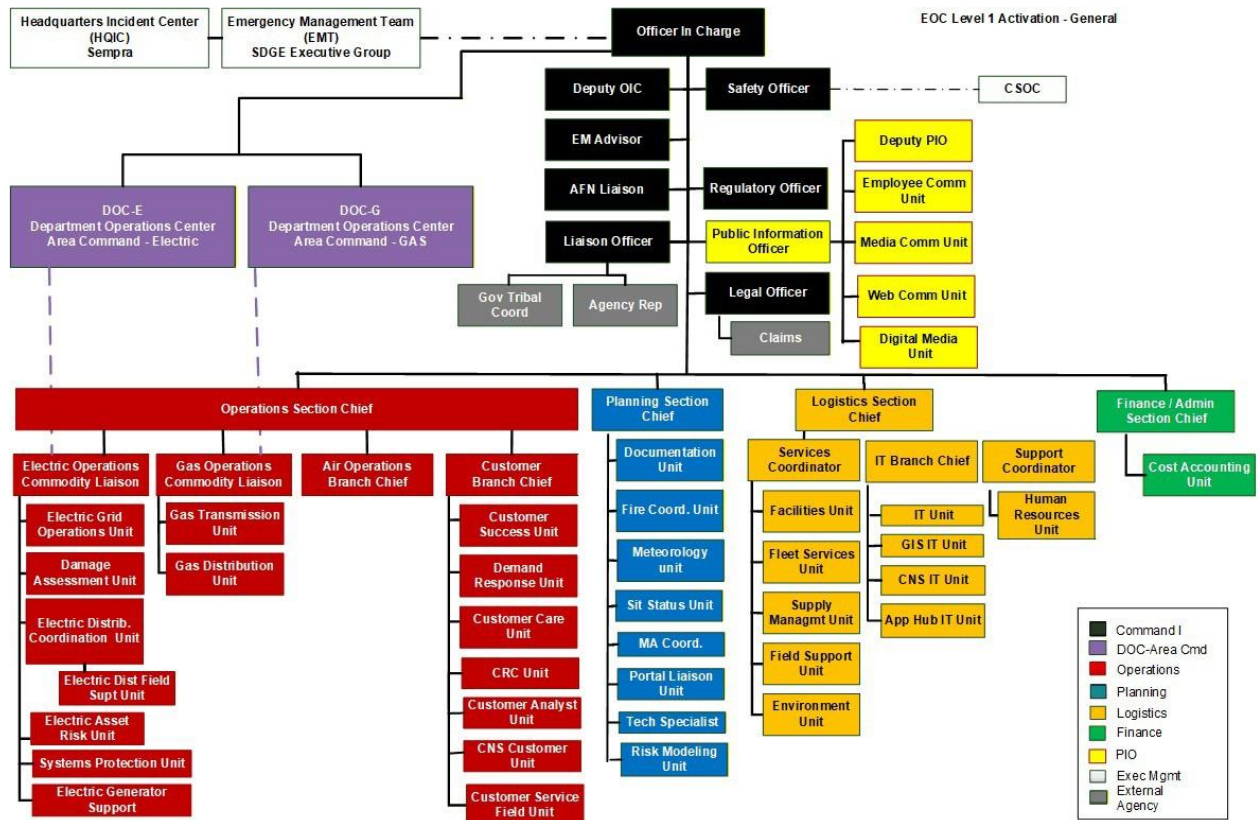 Headquarters Incident Center
(HQIC)
Sempra
Emergency Management Team
(EMT)
SDGE Executive Group
Officer In Charge
EOC Level 1 Activation - General
Deputy OIC
Safety Officer
CSOC
EM Advisor
AFN Liaison
Regulatory Officer
Liaison Officer
Public Information
Officer
Gov Tribal
Coord
Agency Rep
Legal Officer
Claims
Deputy PIO
Employee Comm
Unit
Media Comm Unit
Web Comm Unit
Digital Media
Unit
DOC-E
Department Operations Center
Area Command - Electric
DOC-G
Department Operations Center
Area Command - GAS
Operations Section Chief
Electric Operations
Commodity Liaison
Electric Grid
Operations Unit
Damage
Assessment Unit
Electric Distrib.
Coordination Unit
Electric Dist Field
Supt Unit
Electric Asset
Risk Unit
Systems Protection Unit
Electric Generator
Support
Gas Operations
Commodity Liaison
Gas Transmission
Unit
Gas Distribution
Unit
Air Operations
Branch Chief
Customer
Branch Chief
Customer
Success Unit
Demand
Response Unit
Customer Care
Unit
CRC Unit
Customer Analyst
Unit
CNS Customer
Unit
Customer Service
Field Unit
Planning Section
Chief
Documentation
Unit
Fire Coord. Unit
Meteorology
unit
Sit Status Unit
MA Coord.
Portal Liaison
Unit
Tech Specialist
Risk Modeling
Unit
Logistics Section
Chief
Services
Coordinator
Facilities Unit
Fleet Services
Unit
Supply
Managmt Unit
Field Support
Unit
Environment
Unit
IT Branch Chief
IT Unit
GIS IT Unit
CNS IT Unit
App Hub IT Unit
Support
Coordinator
Human
Resources
Unit
Finance / Admin
Section Chief
Cost Accounting
Unit
Command I
DOC-Area Cmd
Operations
Planning
Logistics
Finance
PIO
Exec Mgmt
External
Agency